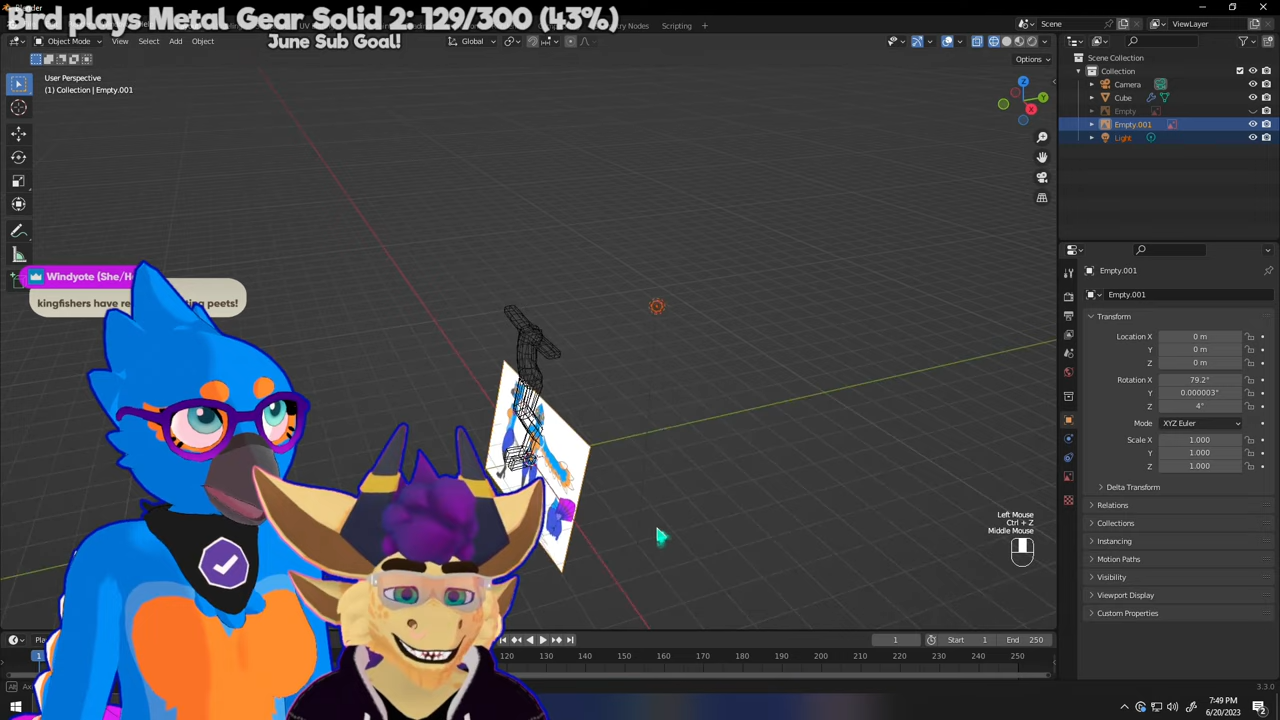 Blender
Bird plays Metal Gear Solid 2: 129/300 (43%)
June Sub Goal!
Scripting
Scene
ViewLayer
Object Mode
View
Select
Add
Object
Global
Options
User Perspective
(1) Collection | Empty.001
Scene Collection
Collection
Camera
Cube
Empty
Empty.001
Light
Empty.001
Empty.001
Transform
Location X
0 m
Y
0 m
Z
0 m
Rotation X
79.2°
Y
0.000003°
Z
4°
Mode
XYZ Euler
Scale X
1.000
Y
1.000
Z
1.000
Delta Transform
Relations
Collections
Instancing
Motion Paths
Visibility
Viewport Display
Custom Properties
Windyote (She/H
kingfishers have re
peets!
Left Mouse
Ctrl + Z
Middle Mouse
1
Start
1
End
250
1
120
130
140
150
160
170
180
190
200
210
220
230
240
250
3.3.0
7:49 PM
6/20/2023